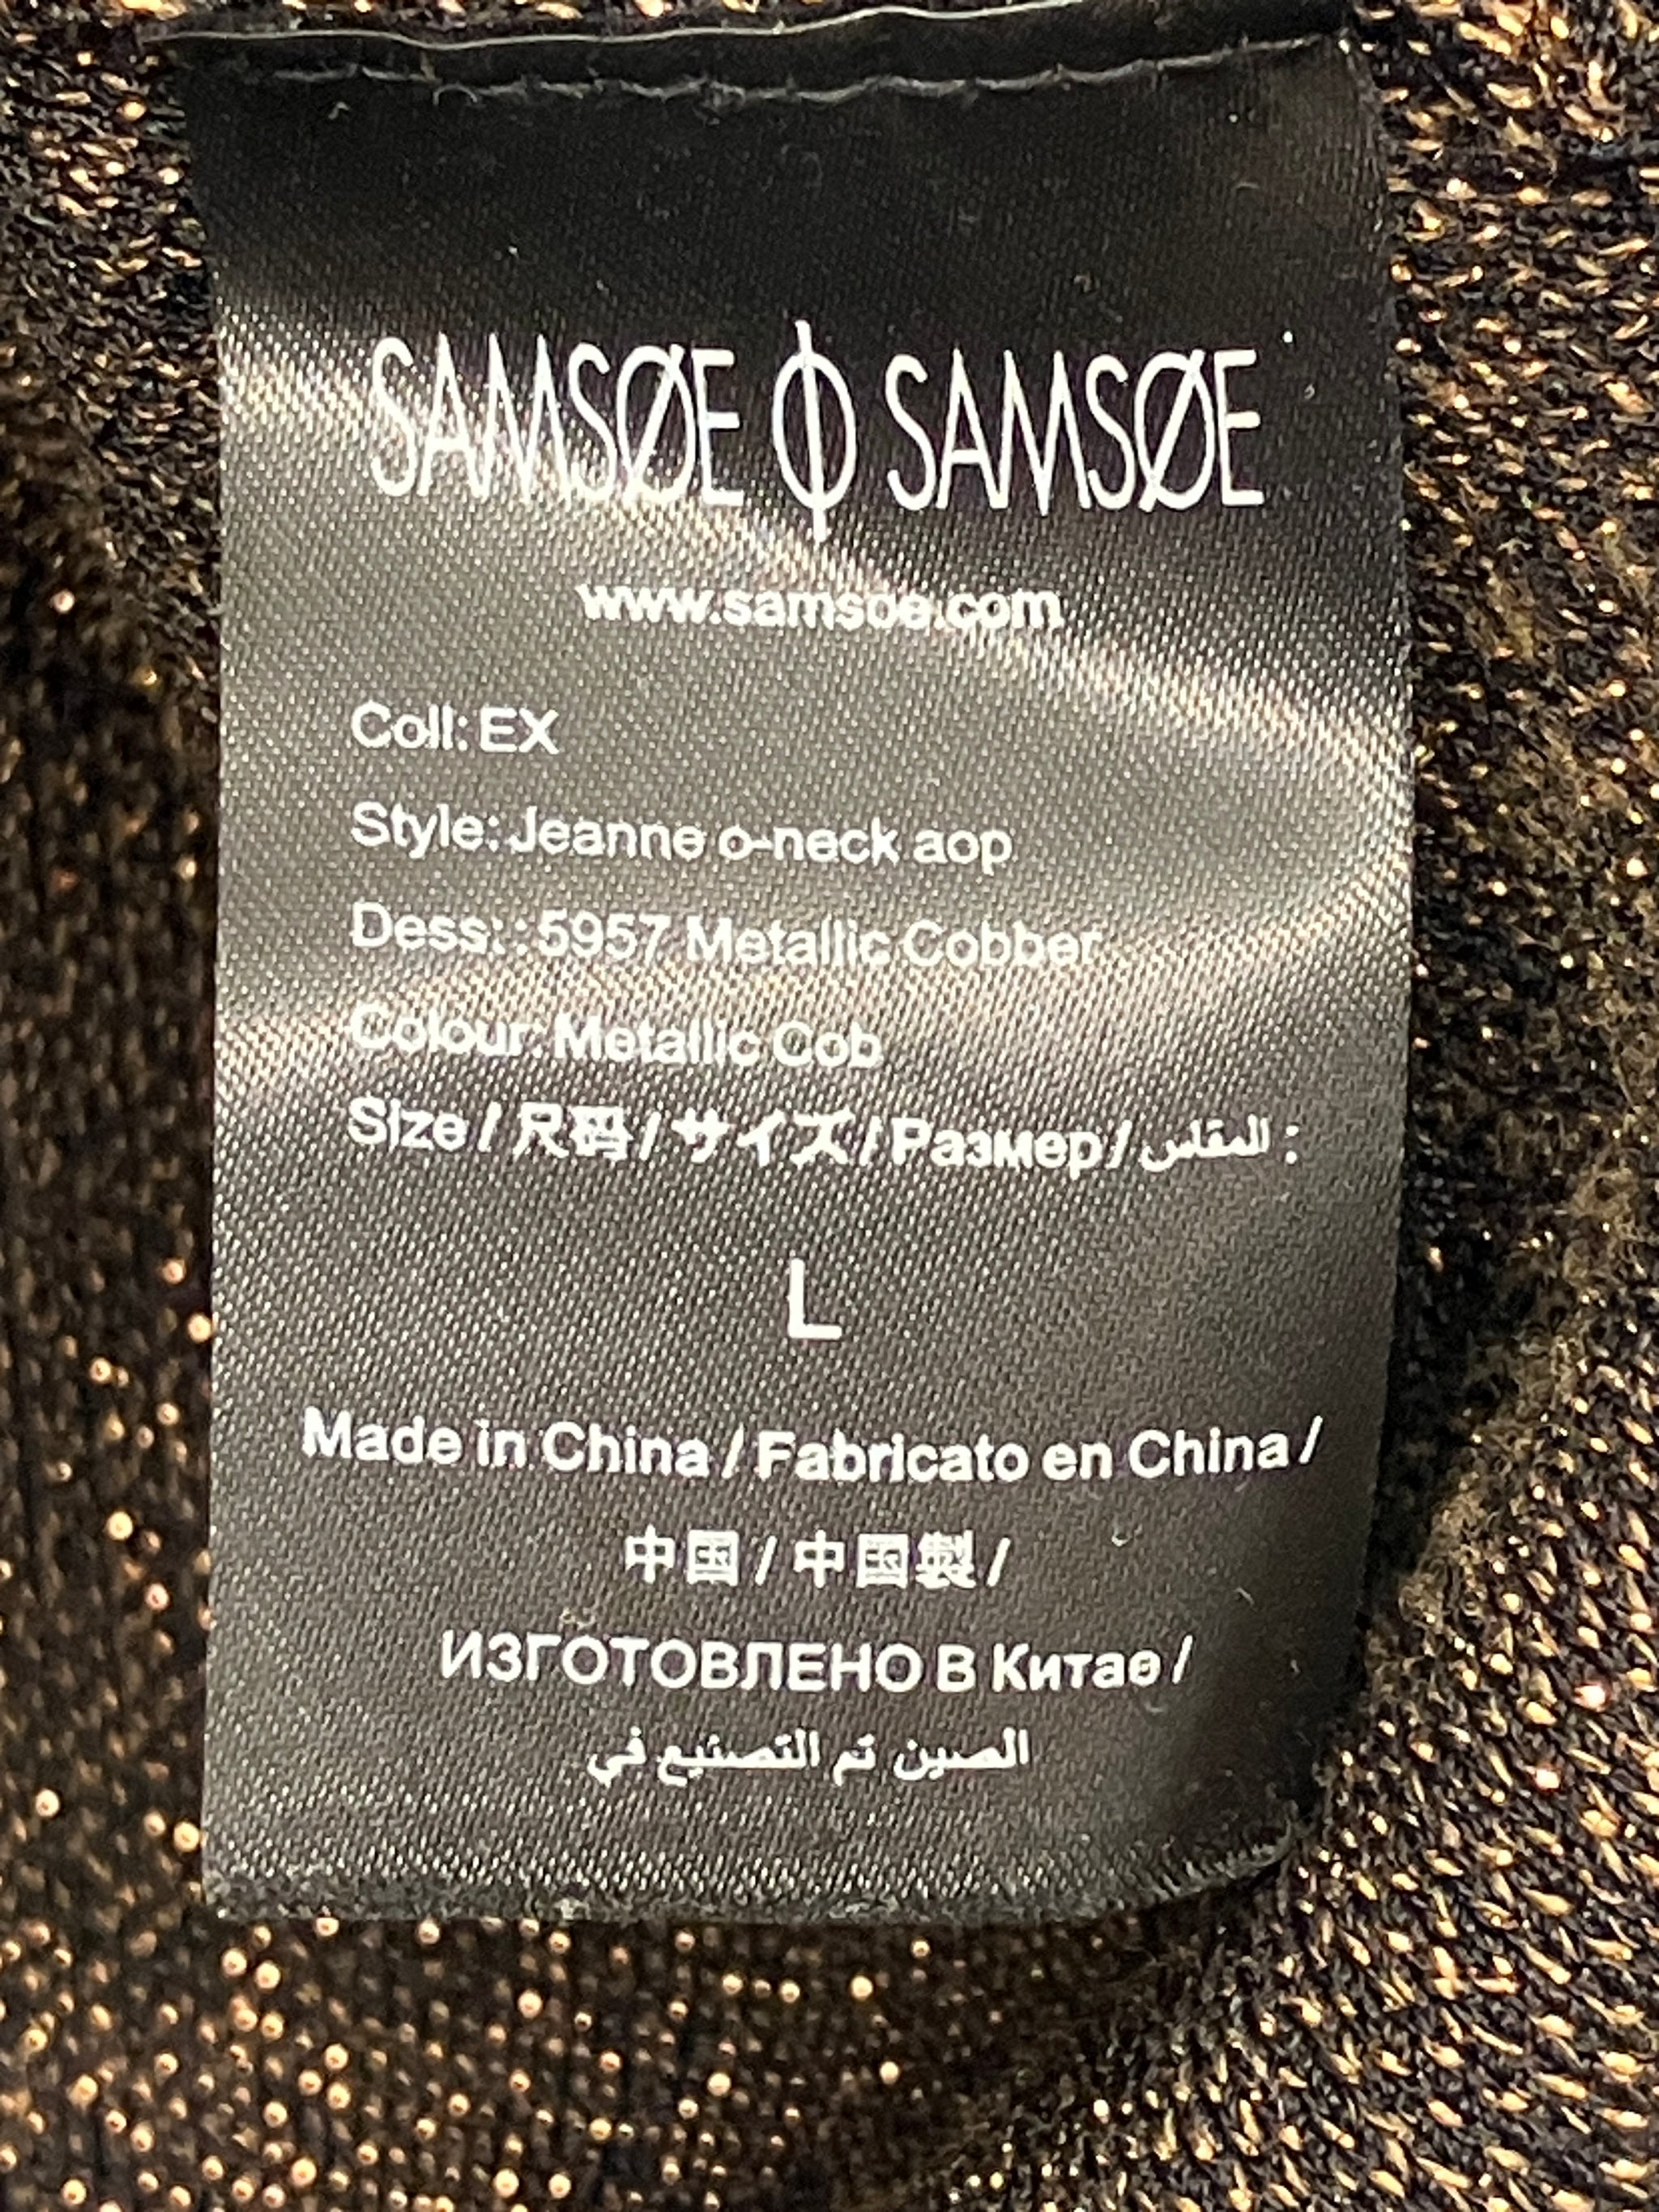 SAMSØE Φ SAMSØE
www.samsoe.com
Coll: EX
Style: Jeanne o-neck aop
Dess: : 5957 Metallic Cobber
Colour: Metallic Cob
Size / 尺码 / サイズ / Размер / المقاس :
L
Made in China / Fabricato en China /
中国 / 中国製 /
ИЗГОТОВЛЕНО В Китае /
الصين تم التصنيع في